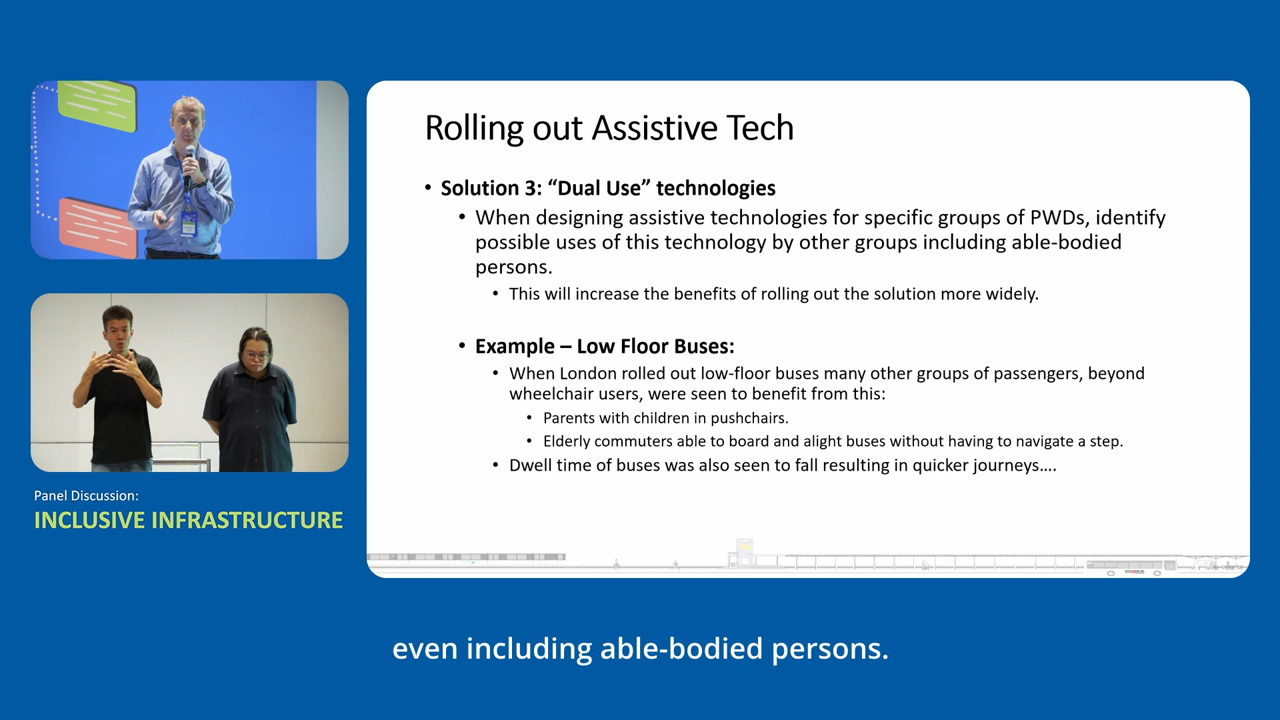 Rolling out Assistive Tech
• Solution 3: “Dual Use” technologies
• When designing assistive technologies for specific groups of PWDs, identify
possible uses of this technology by other groups including able-bodied
persons.
• This will increase the benefits of rolling out the solution more widely.
• Example – Low Floor Buses:
• When London rolled out low-floor buses many other groups of passengers, beyond
wheelchair users, were seen to benefit from this:
• Parents with children in pushchairs.
• Elderly commuters able to board and alight buses without having to navigate a step.
• Dwell time of buses was also seen to fall resulting in quicker journeys….
Panel Discussion:
INCLUSIVE INFRASTRUCTURE
even including able-bodied persons.